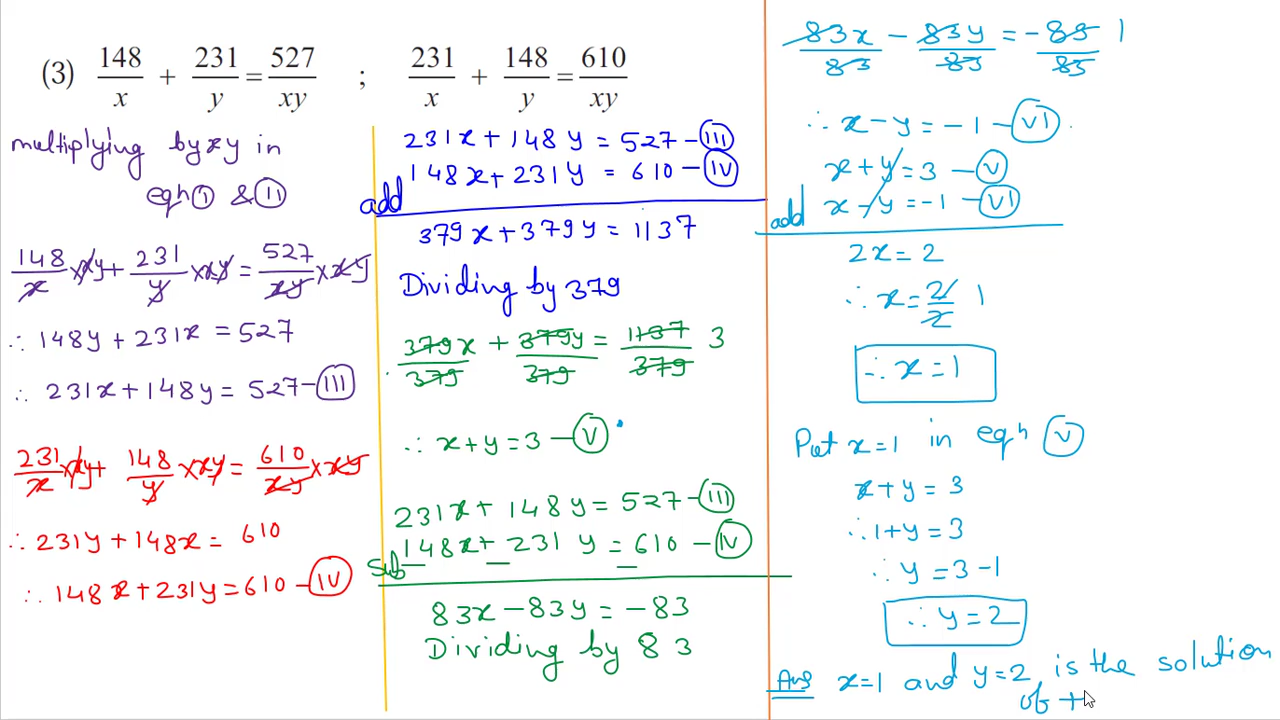 (3) 148/x + 231/y = 527/xy ; 231/x + 148/y = 610/xy
multiplying by xy in
eqn I & II
148/x × xy + 231/y × xy = 527/xy × xy
∴ 148y + 231x = 527
∴ 231x + 148y = 527 - III
231/x × xy + 148/y × xy = 610/xy × xy
∴ 231y + 148x = 610
∴ 148x + 231y = 610 - IV
231x + 148y = 527 - III
148x + 231y = 610 - IV
add
379x + 379y = 1137
Dividing by 379
379x/379 + 379y/379 = 1137/379 3
∴ x + y = 3 - V
231x + 148y = 527 - III
148x + 231y = 610 - IV
Sub
83x - 83y = -83
Dividing by 83
83x/83 - 83y/83 = -83/83 1
∴ x - y = -1 - VI
x + y = 3 - V
x - y = -1 - VI
add
2x = 2
∴ x = 2/2 1
∴ x = 1
Put x=1 in eqn V
x + y = 3
∴ 1 + y = 3
∴ y = 3 - 1
∴ y = 2
Ans x=1 and y=2 is the solution
of